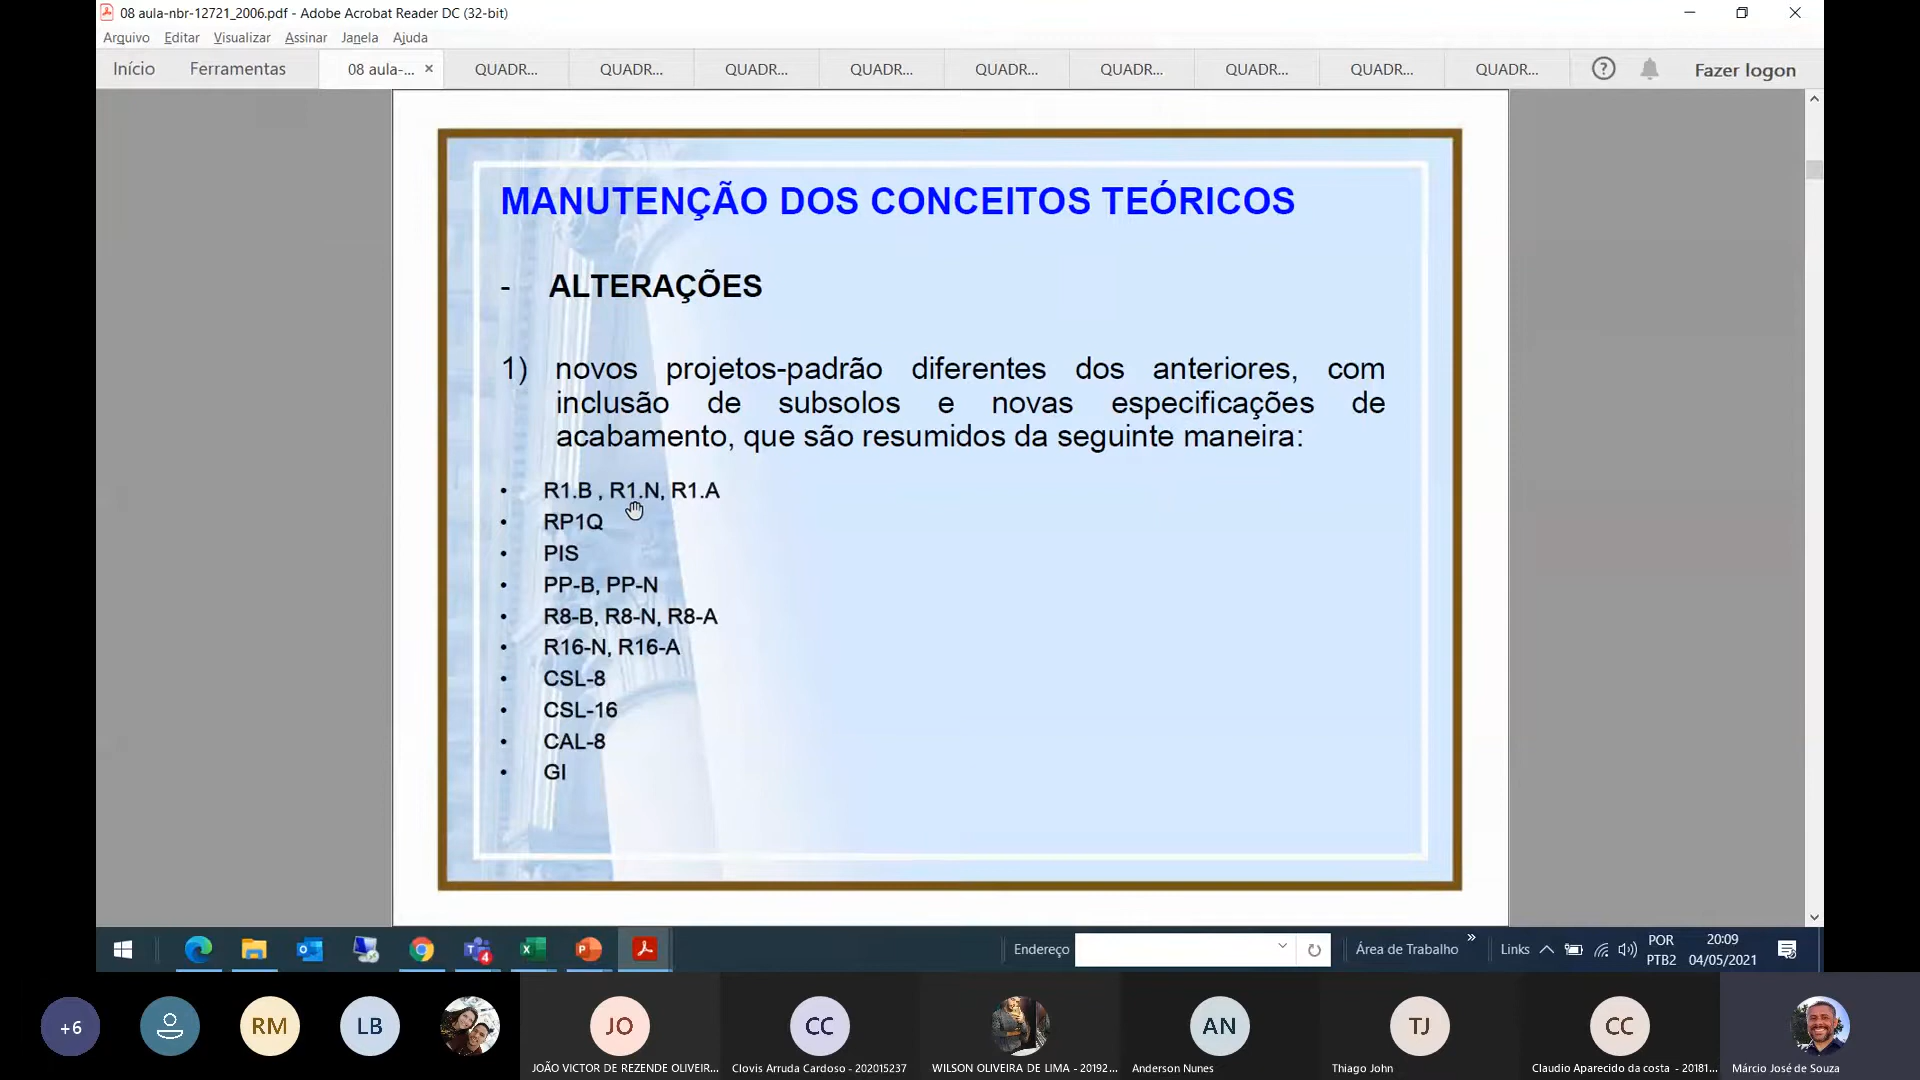 08 aula-nbr-12721_2006.pdf - Adobe Acrobat Reader DC (32-bit)
Arquivo Editar Visualizar Assinar Janela Ajuda
Início Ferramentas 08 aula-... × QUADR... QUADR... QUADR... QUADR... QUADR... QUADR... QUADR... QUADR... QUADR... Fazer logon
MANUTENÇÃO DOS CONCEITOS TEÓRICOS
- ALTERAÇÕES
1) novos projetos-padrão diferentes dos anteriores, com
inclusão de subsolos e novas especificações de
acabamento, que são resumidos da seguinte maneira:
• R1.B , R1.N, R1.A
• RP1Q
• PIS
• PP-B, PP-N
• R8-B, R8-N, R8-A
• R16-N, R16-A
• CSL-8
• CSL-16
• CAL-8
• GI
Endereço Área de Trabalho » Links POR 20:09
PTB2 04/05/2021
4
+6 RM LB JO CC AN TJ CC
JOÃO VICTOR DE REZENDE OLIVEIR... Clovis Arruda Cardoso - 202015237 WILSON OLIVEIRA DE LIMA - 20192... Anderson Nunes Thiago John Claudio Aparecido da costa - 20181... Márcio José de Souza